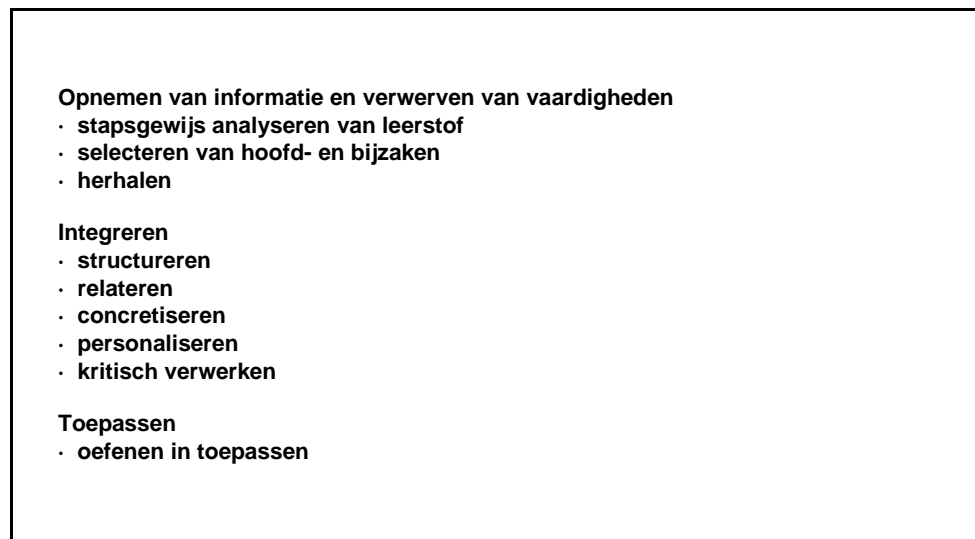 Opnemen van informatie en verwerven van vaardigheden
· stapsgewijs analyseren van leerstof
· selecteren van hoofd- en bijzaken
· herhalen
Integreren
· structureren
· relateren
· concretiseren
· personaliseren
· kritisch verwerken
Toepassen
· oefenen in toepassen